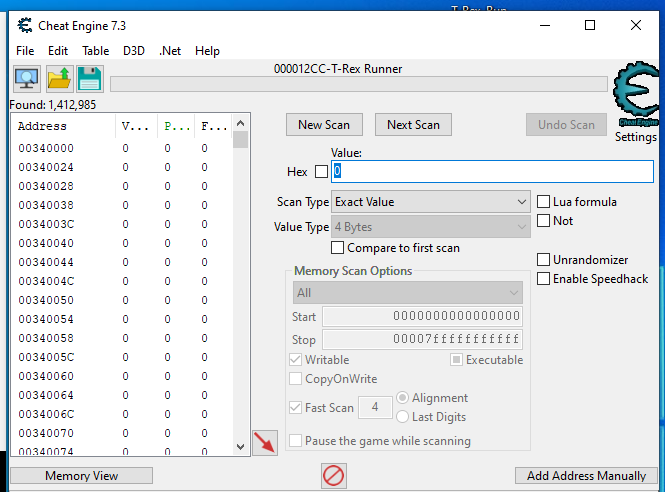 T-Rex Run
Cheat Engine 7.3
File Edit Table D3D .Net Help
000012CC-T-Rex Runner
Found: 1,412,985
Cheat Engine
Settings
Address V... P... F...
00340000 0 0 0
00340024 0 0 0
00340028 0 0 0
00340038 0 0 0
0034003C 0 0 0
00340040 0 0 0
00340044 0 0 0
0034004C 0 0 0
00340050 0 0 0
00340054 0 0 0
00340058 0 0 0
0034005C 0 0 0
00340060 0 0 0
00340064 0 0 0
0034006C 0 0 0
00340070 0 0 0
00340074 0 0 0
New Scan Next Scan Undo Scan
Value:
Hex 0
Scan Type Exact Value
Value Type 4 Bytes
Compare to first scan
Lua formula
Not
Unrandomizer
Enable Speedhack
Memory Scan Options
All
Start 0000000000000000
Stop 00007fffffffffff
Writable Executable
CopyOnWrite
Fast Scan 4 Alignment
Last Digits
Pause the game while scanning
Memory View Add Address Manually